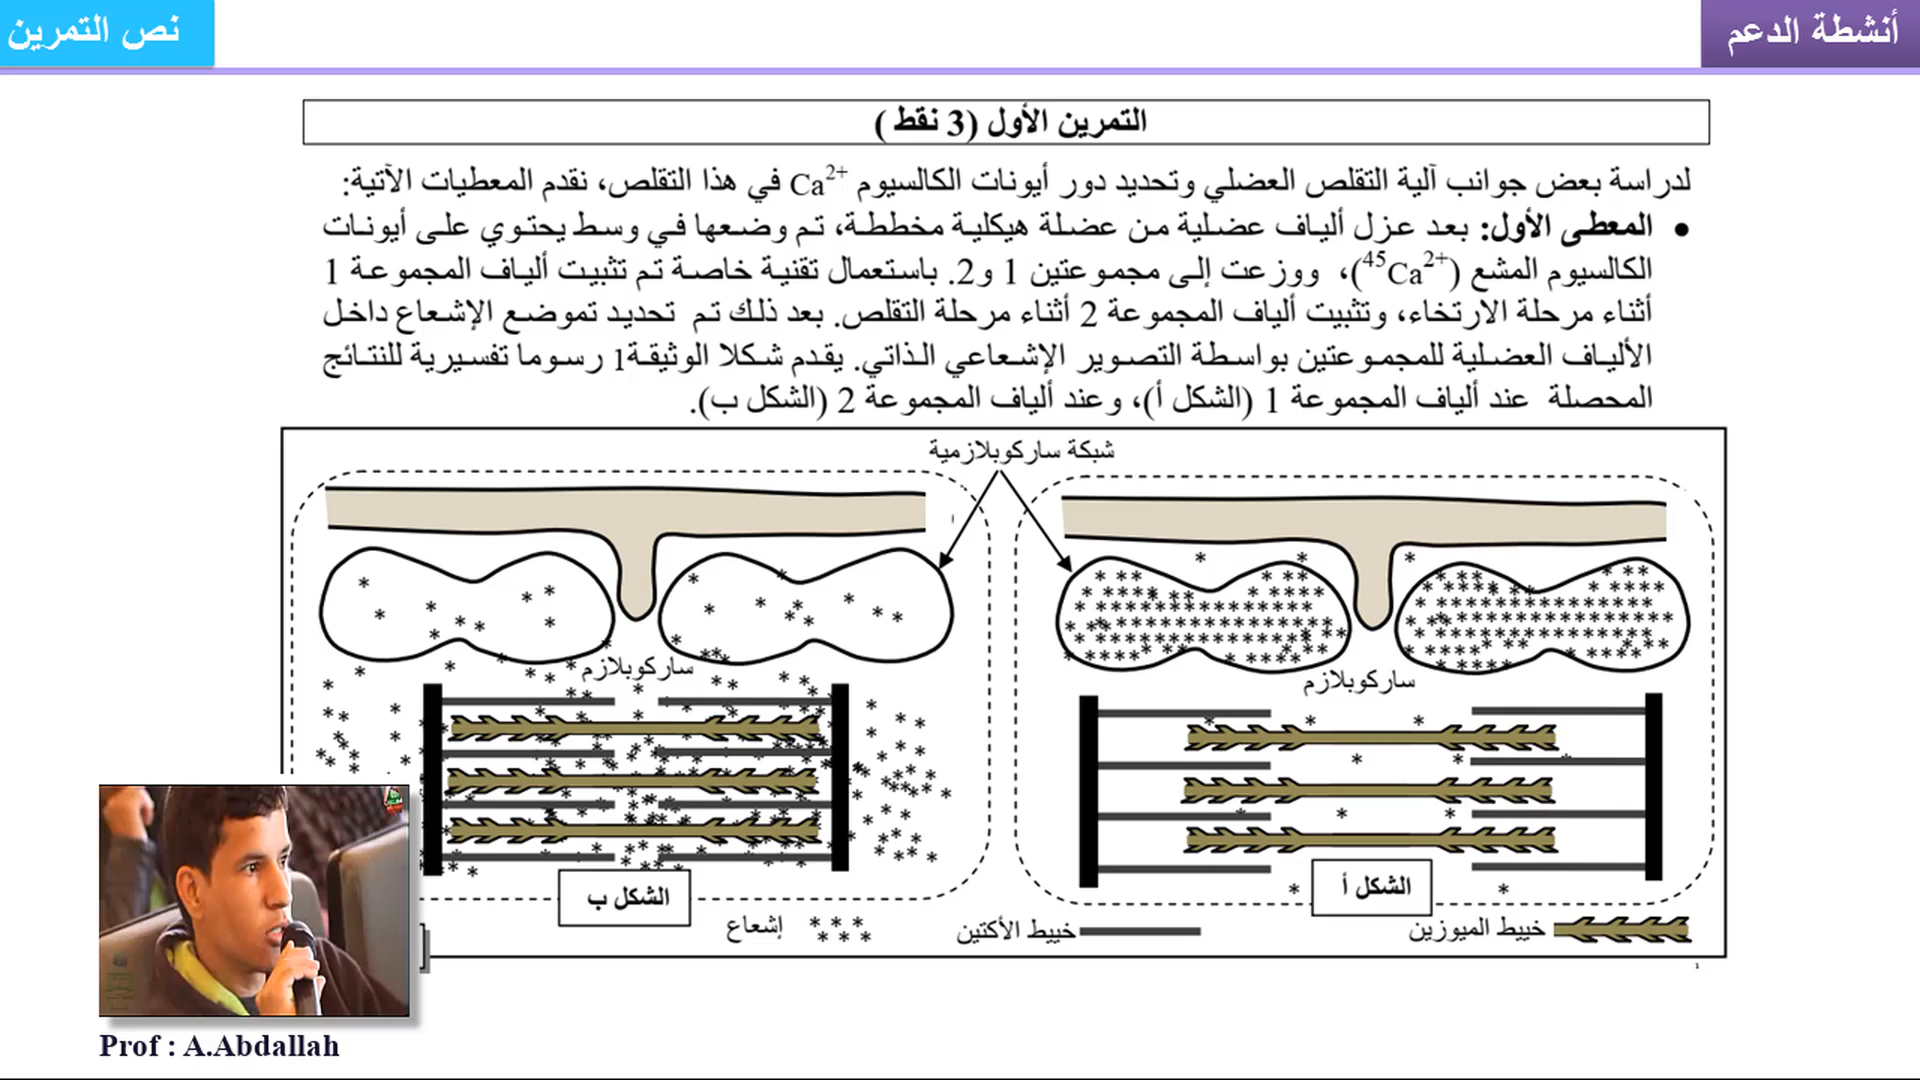 أنشطة الدعم
نص التمرين
التمرين الأول (3 نقط )
لدراسة بعض جوانب آلية التقلص العضلي وتحديد دور أيونات الكالسيوم Ca²⁺ في هذا التقلص، نقدم المعطيات الآتية:
• المعطى الأول: بعد عزل ألياف عضلية من عضلة هيكلية مخططة، تم وضعها في وسط يحتوي على أيونات
الكالسيوم المشع (⁴⁵Ca²⁺)، ووزعت إلى مجموعتين 1 و2. باستعمال تقنية خاصة تم تثبيت ألياف المجموعة 1
أثناء مرحلة الارتخاء، وتثبيت ألياف المجموعة 2 أثناء مرحلة التقلص. بعد ذلك تم تحديد تموضع الإشعاع داخل
الألياف العضلية للمجموعتين بواسطة التصوير الإشعاعي الذاتي. يقدم شكلا الوثيقة1 رسوما تفسيرية للنتائج
المحصلة عند ألياف المجموعة 1 (الشكل أ)، وعند ألياف المجموعة 2 (الشكل ب).
شبكة ساركوبلازمية
ساركوبلازم
ساركوبلازم
الشكل أ
الشكل ب
خييط الميوزين
خييط الأكتين
إشعاع
1
Prof : A.Abdallah